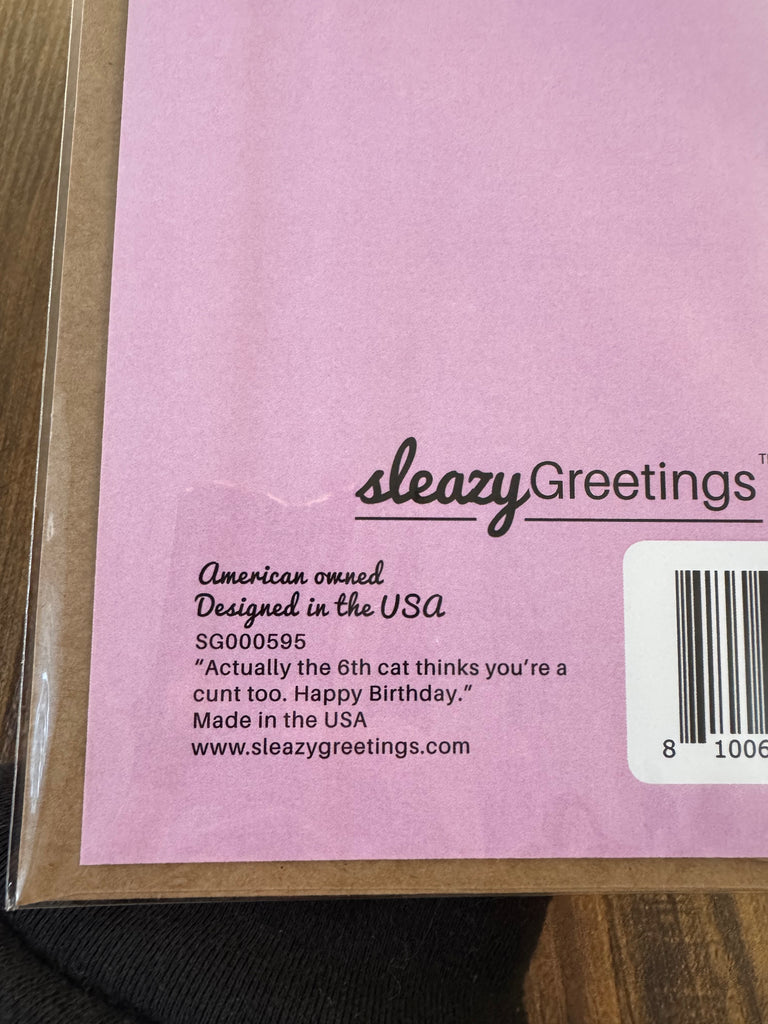 sleazyGreetings™
American owned
Designed in the USA
SG000595
“Actually the 6th cat thinks you’re a
cunt too. Happy Birthday.”
Made in the USA
www.sleazygreetings.com
8 1006